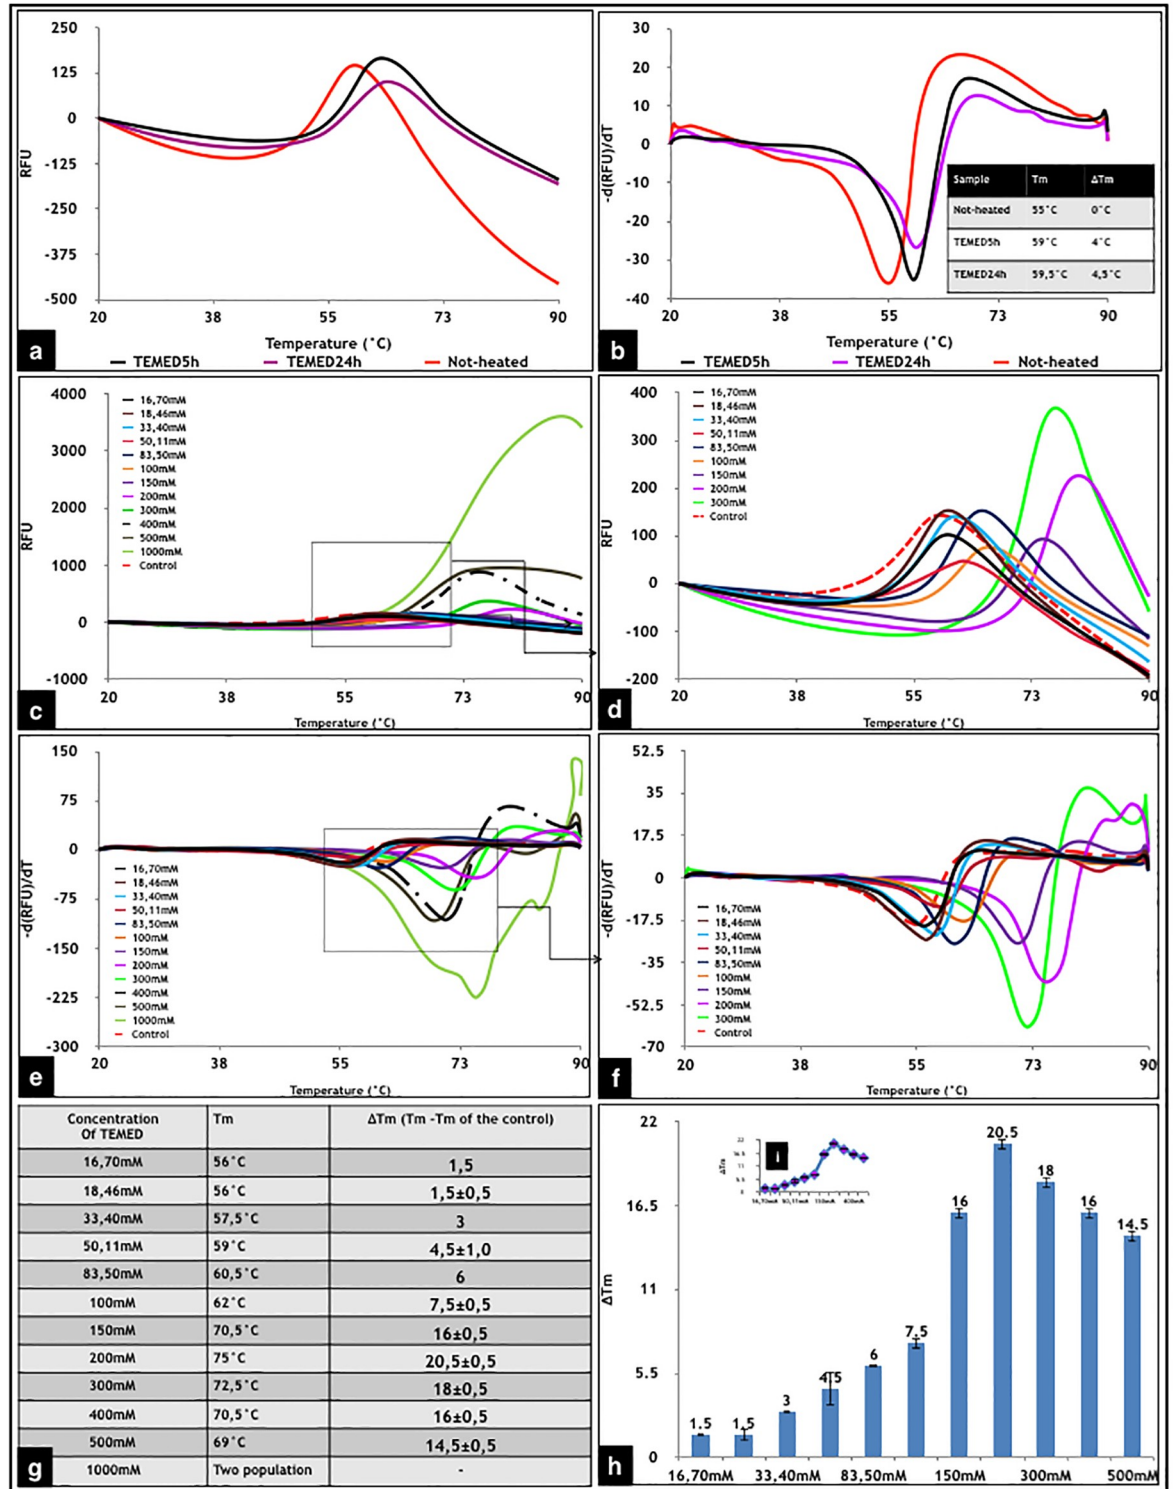 250
125
0
-125
-250
-375
-500
RFU
20 38 55 73 90
Temperature (°C)
a
TEMED5h TEMED24h Not-heated
30
20
10
0
-10
-20
-30
-40
-d(RFU)/dT
Sample Tm ΔTm
Not-heated 55°C 0°C
TEMED5h 59°C 4°C
TEMED24h 59,5°C 4,5°C
20 38 55 73 90
Temperature (°C)
b
TEMED5h TEMED24h Not-heated
4000
3000
2000
1000
0
-1000
RFU
16,70mM
18,46mM
33,40mM
50,11mM
83,50mM
100mM
150mM
200mM
300mM
400mM
500mM
1000mM
Control
20 38 55 73 90
Temperature (°C)
c
400
300
200
100
0
-100
-200
RFU
16,70mM
18,46mM
33,40mM
50,11mM
83,50mM
100mM
150mM
200mM
300mM
Control
20 38 55 73 90
Temperature (°C)
d
150
75
0
-75
-150
-225
-300
-d(RFU)/dT
16,70mM
18,46mM
33,40mM
50,11mM
83,50mM
100mM
150mM
200mM
300mM
400mM
500mM
1000mM
Control
20 38 55 73 90
Temperature (°C)
e
52.5
35
17.5
0
-17.5
-35
-52.5
-70
-d(RFU)/dT
16,70mM
18,46mM
33,40mM
50,11mM
83,50mM
100mM
150mM
200mM
300mM
Control
20 38 55 73 90
Temperature (°C)
f
Concentration Tm ΔTm (Tm -Tm of the control)
Of TEMED
16,70mM 56°C 1,5
18,46mM 56°C 1,5±0,5
33,40mM 57,5°C 3
50,11mM 59°C 4,5±1,0
83,50mM 60,5°C 6
100mM 62°C 7,5±0,5
150mM 70,5°C 16±0,5
200mM 75°C 20,5±0,5
300mM 72,5°C 18±0,5
400mM 70,5°C 16±0,5
500mM 69°C 14,5±0,5
1000mM Two population -
g
22
16.5
11
5.5
0
ΔTm
22
16.5
11
5.5
0
ΔTm
i
16,70mM 50,11mM 150mM 400mM
1.5 1,5 3 4,5 6 7.5 16 20.5 18 16 14.5
16,70mM 33,40mM 83,50mM 150mM 300mM 500mM
h